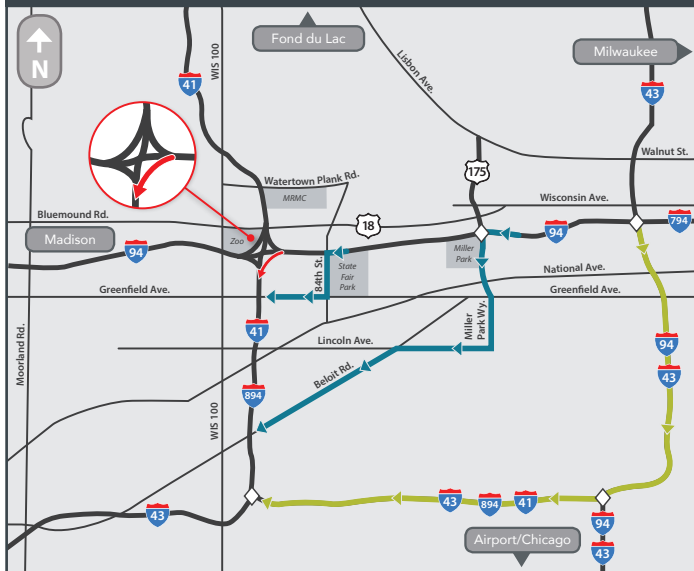 N
Fond du Lac
Milwaukee
WIS 100
41
Lisbon Ave.
43
Walnut St.
175
Watertown Plank Rd.
MRMC
Wisconsin Ave.
Bluemound Rd.
18
794
Madison
Zoo
94
Miller
Park
94
84th St.
State
Fair
Park
National Ave.
Greenfield Ave.
Greenfield Ave.
Moorland Rd.
41
Miller
Park Wy.
Lincoln Ave.
94
43
Beloit Rd.
894
WIS 100
43
43
894
41
94
43
Airport/Chicago